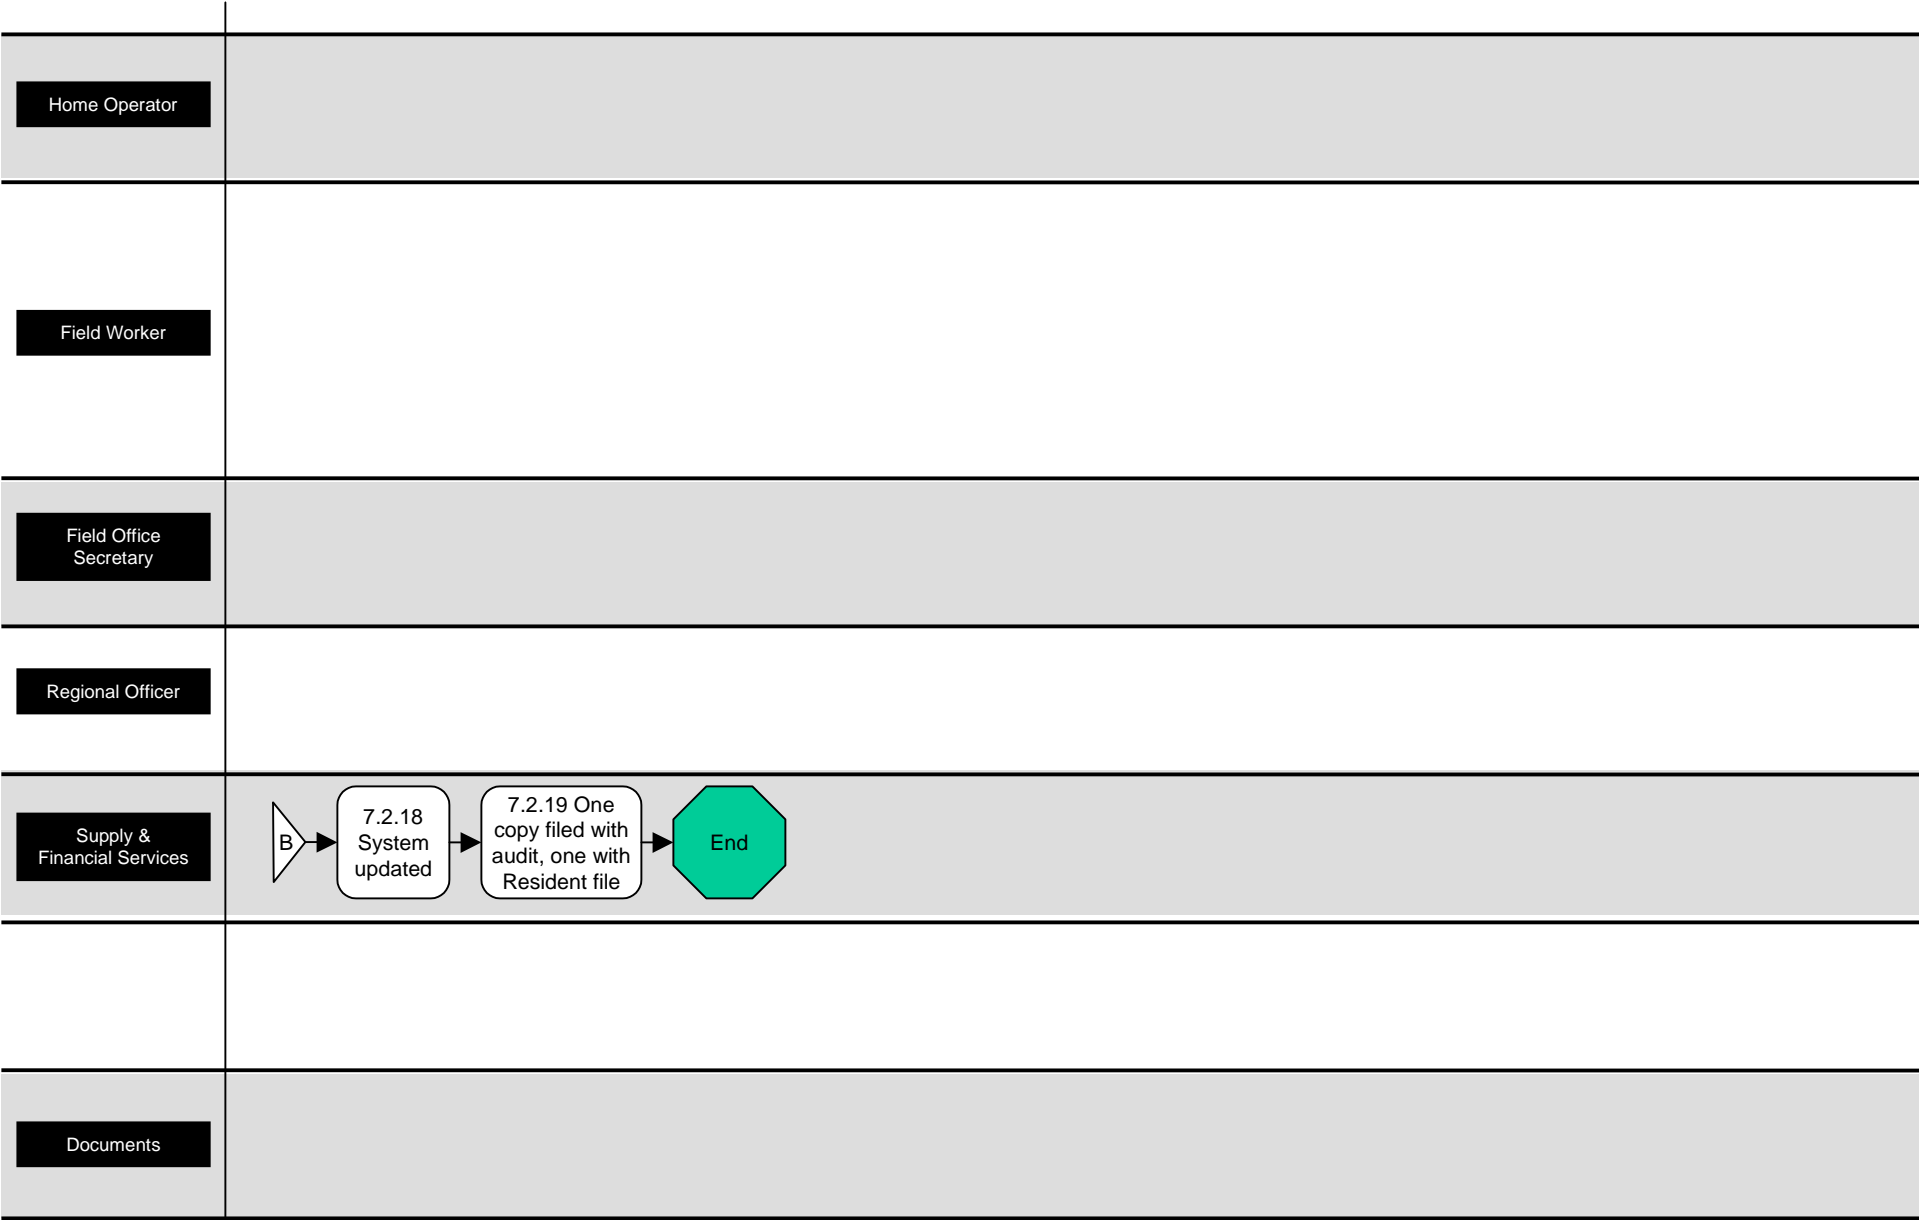 Home Operator
Field Worker
Field Office
Secretary
Regional Officer
Supply &
Financial Services
B
7.2.18
System
updated
7.2.19 One
copy filed with
audit, one with
Resident file
End
Documents